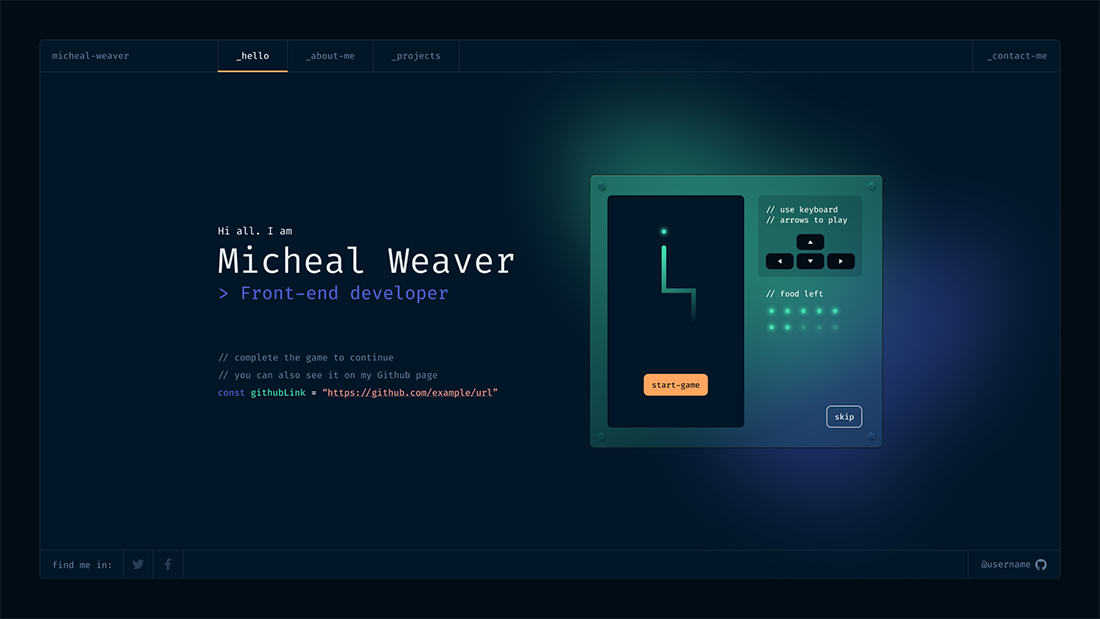 micheal-weaver
_hello
_about-me
_projects
_contact-me
Hi all. I am
Micheal Weaver
> Front-end developer
// complete the game to continue
// you can also see it on my Github page
const githubLink = “https://github.com/example/url”
start-game
// use keyboard
// arrows to play
// food left
skip
find me in:
@username